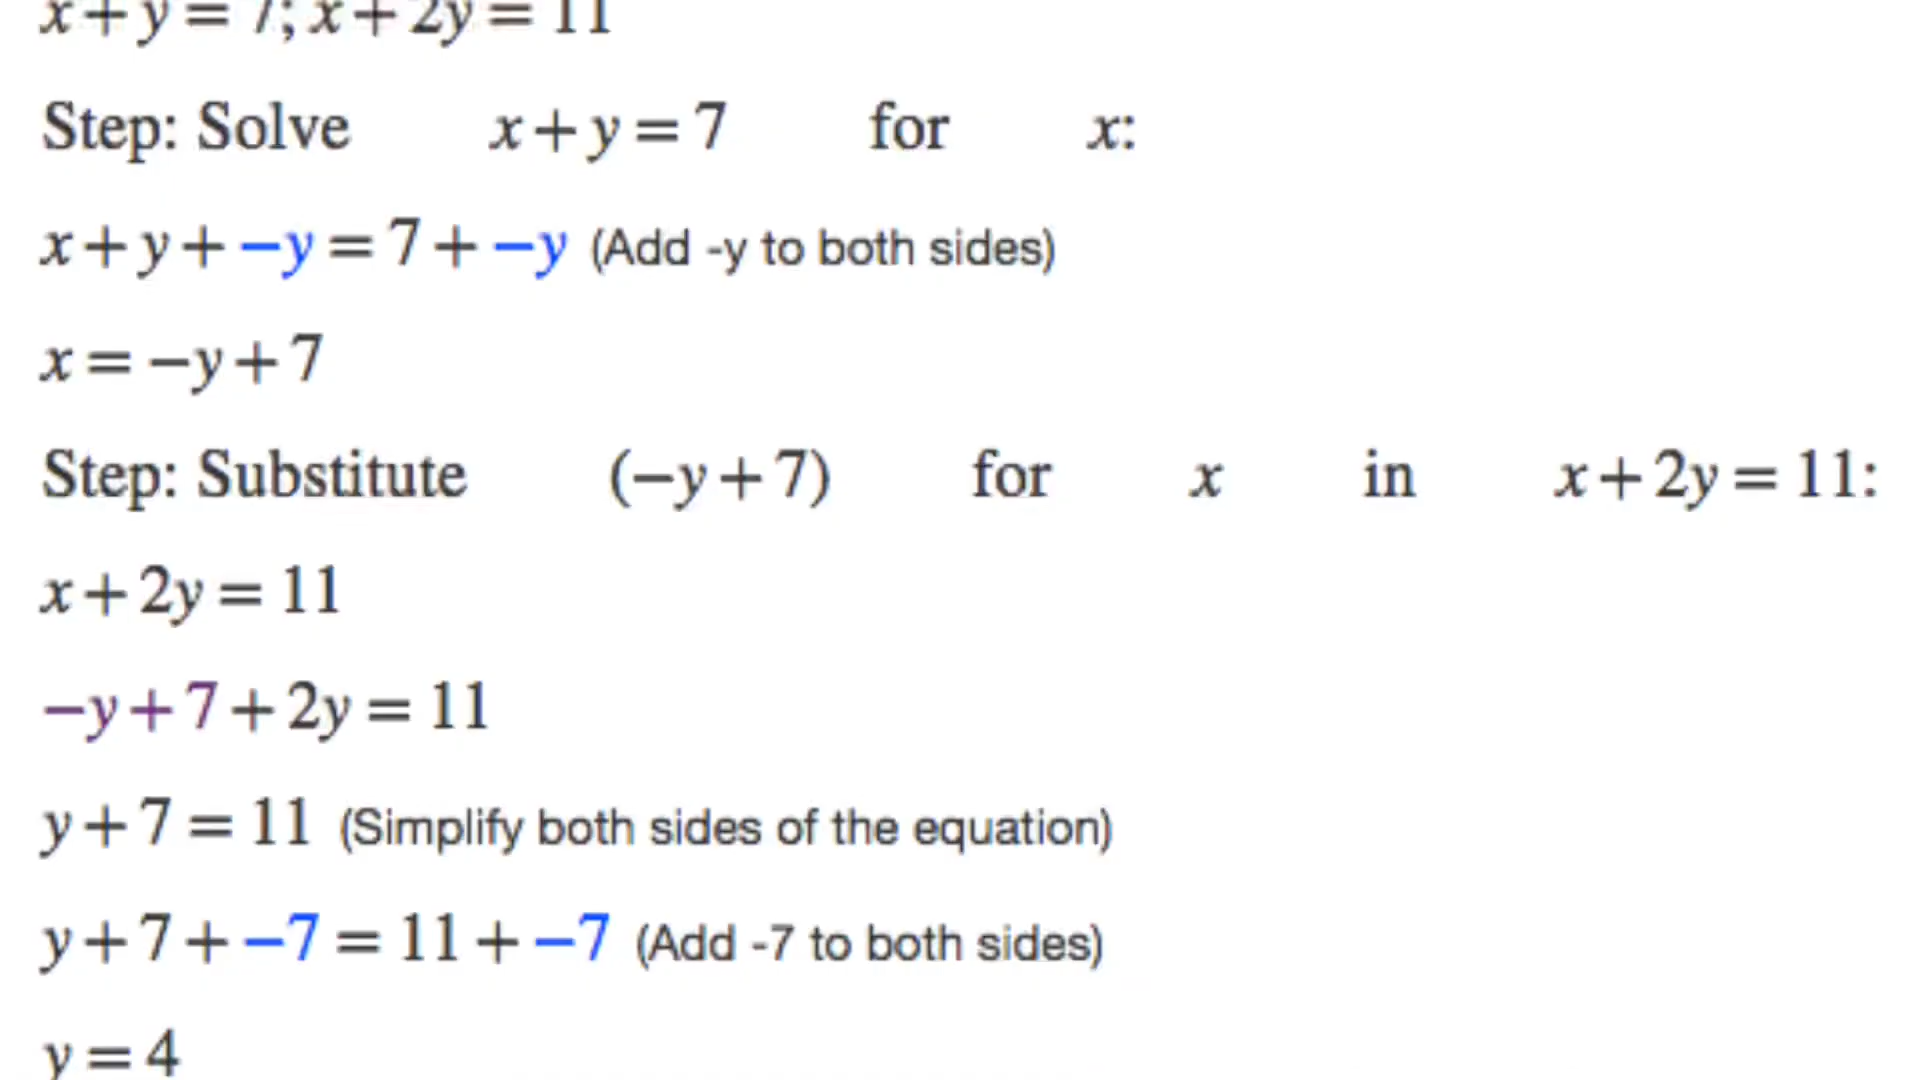 x+y=7; x+2y=11
Step: Solve x+y=7 for x:
x+y+−y=7+−y (Add -y to both sides)
x=−y+7
Step: Substitute (−y+7) for x in x+2y=11:
x+2y=11
−y+7+2y=11
y+7=11 (Simplify both sides of the equation)
y+7+−7=11+−7 (Add -7 to both sides)
y=4